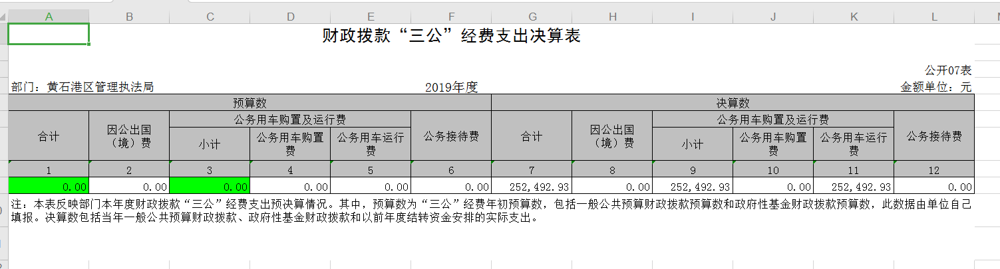 A B C D E F G H I J K L
财政拨款“三公”经费支出决算表
公开07表
部门：黄石港区管理执法局 2019年度 金额单位：元
预算数 决算数
合计 因公出国（境）费 公务用车购置及运行费 公务接待费 合计 因公出国（境）费 公务用车购置及运行费 公务接待费
小计 公务用车购置费 公务用车运行费 小计 公务用车购置费 公务用车运行费
1 2 3 4 5 6 7 8 9 10 11 12
0.00 0.00 0.00 0.00 0.00 0.00 252,492.93 0.00 252,492.93 0.00 252,492.93 0.00
注：本表反映部门本年度财政拨款“三公”经费支出预决算情况。其中，预算数为“三公”经费年初预算数，包括一般公共预算财政拨款预算数和政府性基金财政拨款预算数，此数据由单位自己
填报。决算数包括当年一般公共预算财政拨款、政府性基金财政拨款和以前年度结转资金安排的实际支出。